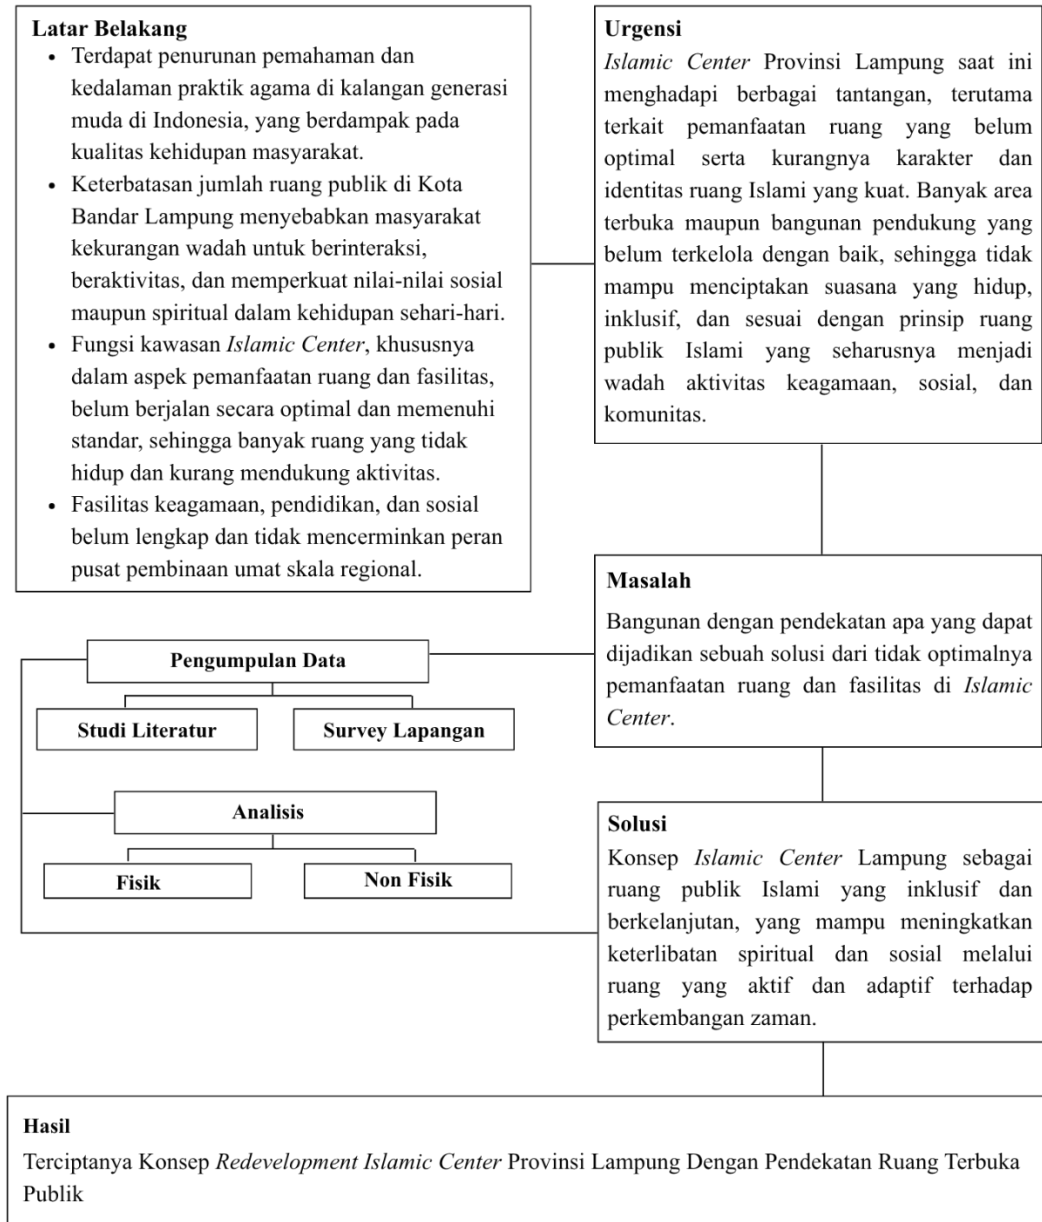 Latar Belakang
• Terdapat penurunan pemahaman dan
kedalaman praktik agama di kalangan generasi
muda di Indonesia, yang berdampak pada
kualitas kehidupan masyarakat.
• Keterbatasan jumlah ruang publik di Kota
Bandar Lampung menyebabkan masyarakat
kekurangan wadah untuk berinteraksi,
beraktivitas, dan memperkuat nilai-nilai sosial
maupun spiritual dalam kehidupan sehari-hari.
• Fungsi kawasan Islamic Center, khususnya
dalam aspek pemanfaatan ruang dan fasilitas,
belum berjalan secara optimal dan memenuhi
standar, sehingga banyak ruang yang tidak
hidup dan kurang mendukung aktivitas.
• Fasilitas keagamaan, pendidikan, dan sosial
belum lengkap dan tidak mencerminkan peran
pusat pembinaan umat skala regional.
Urgensi
Islamic Center Provinsi Lampung saat ini
menghadapi berbagai tantangan, terutama
terkait pemanfaatan ruang yang belum
optimal serta kurangnya karakter dan
identitas ruang Islami yang kuat. Banyak area
terbuka maupun bangunan pendukung yang
belum terkelola dengan baik, sehingga tidak
mampu menciptakan suasana yang hidup,
inklusif, dan sesuai dengan prinsip ruang
publik Islami yang seharusnya menjadi
wadah aktivitas keagamaan, sosial, dan
komunitas.
Masalah
Bangunan dengan pendekatan apa yang dapat
dijadikan sebuah solusi dari tidak optimalnya
pemanfaatan ruang dan fasilitas di Islamic
Center.
Pengumpulan Data
Studi Literatur
Survey Lapangan
Analisis
Fisik
Non Fisik
Solusi
Konsep Islamic Center Lampung sebagai
ruang publik Islami yang inklusif dan
berkelanjutan, yang mampu meningkatkan
keterlibatan spiritual dan sosial melalui
ruang yang aktif dan adaptif terhadap
perkembangan zaman.
Hasil
Terciptanya Konsep Redevelopment Islamic Center Provinsi Lampung Dengan Pendekatan Ruang Terbuka
Publik